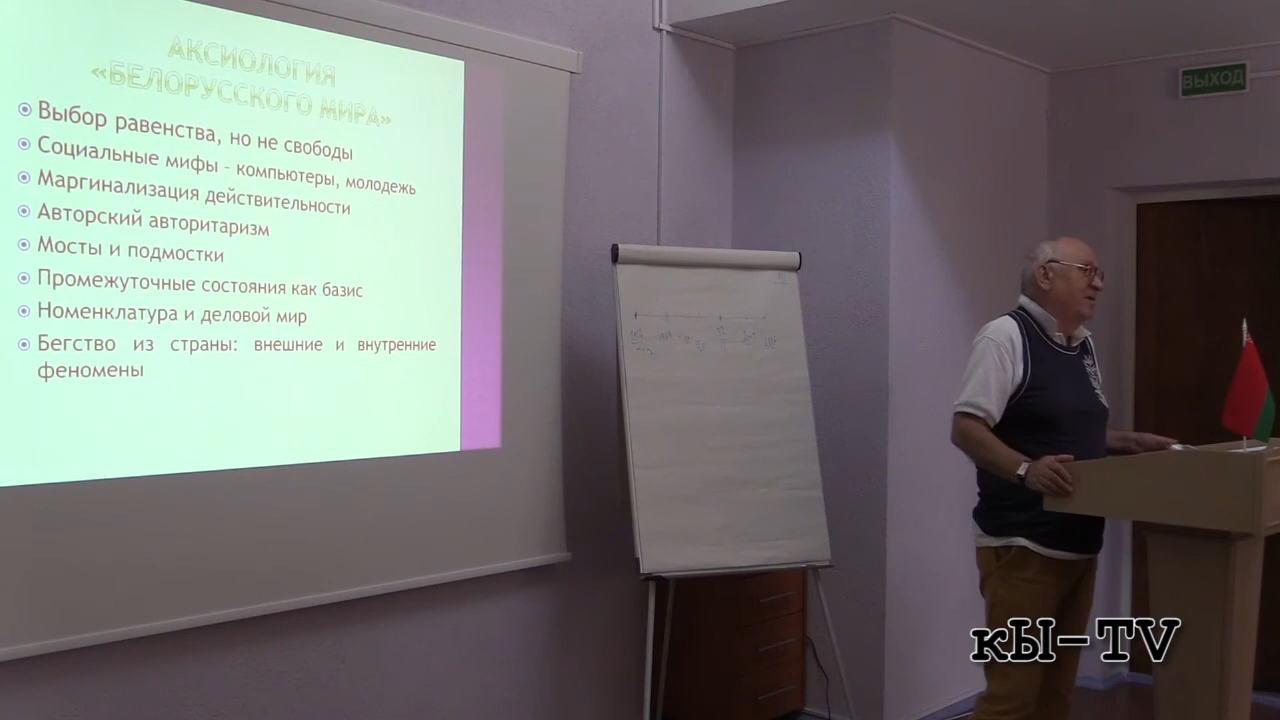 АКСИОЛОГИЯ
«БЕЛОРУССКОГО МИРА»
Выбор равенства, но не свободы
Социальные мифы – компьютеры, молодежь
Маргинализация действительности
Авторский авторитаризм
Мосты и подмостки
Промежуточные состояния как базис
Номенклатура и деловой мир
Бегство из страны: внешние и внутренние
феномены
ВЫХОД
кЫ-TV